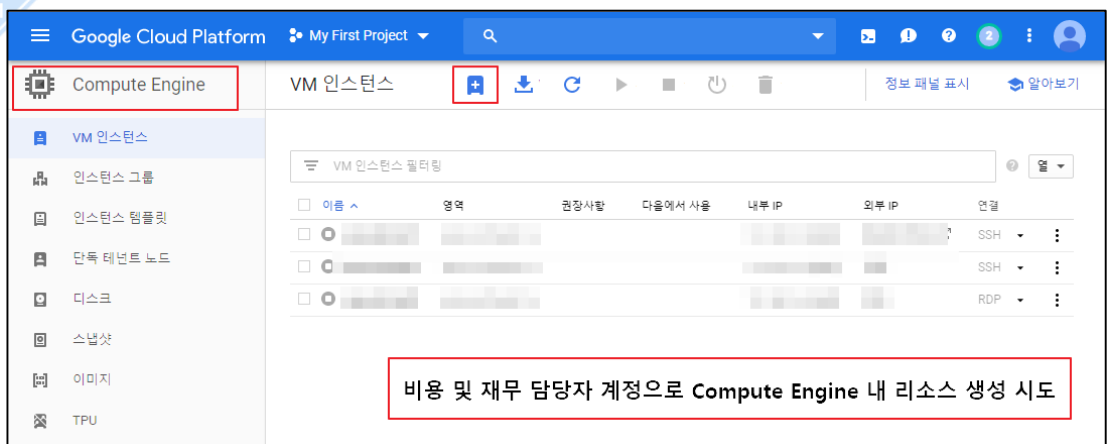 Google Cloud Platform My First Project
2
Compute Engine VM 인스턴스 정보 패널 표시 알아보기
VM 인스턴스
VM 인스턴스 필터링 열
인스턴스 그룹
이름 영역 권장사항 다음에서 사용 내부 IP 외부 IP 연결
인스턴스 템플릿
SSH
단독 테넌트 노드
SSH
디스크
RDP
스냅샷
이미지
비용 및 재무 담당자 계정으로 Compute Engine 내 리소스 생성 시도
TPU